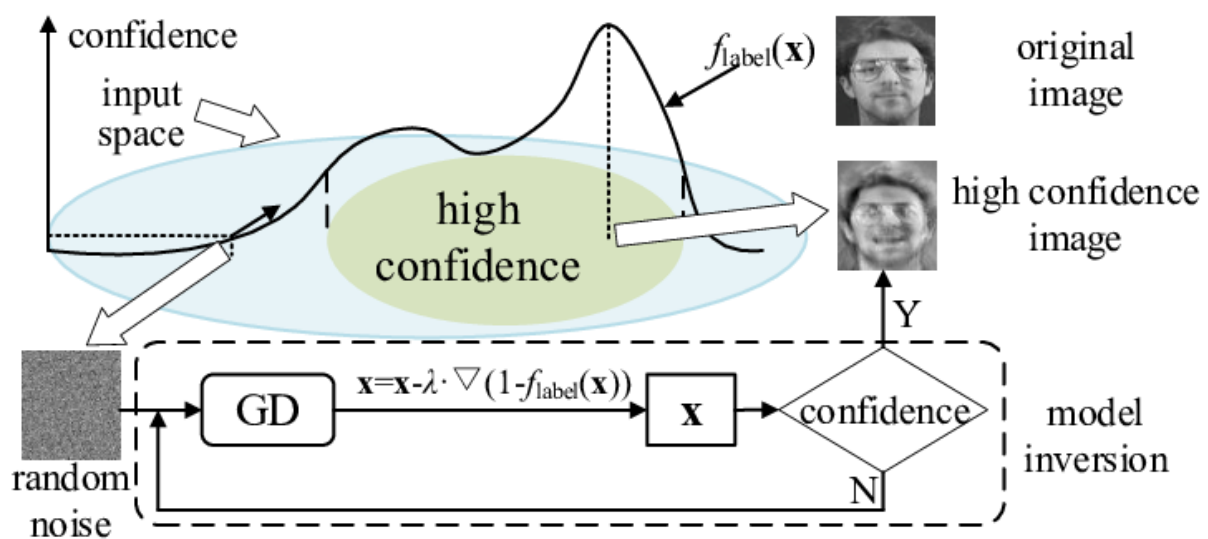 confidence
input
space
f_label(x)
original
image
high
confidence
high confidence
image
Y
random
noise
GD
x=x-λ·▽(1-f_label(x))
x
confidence
N
model
inversion